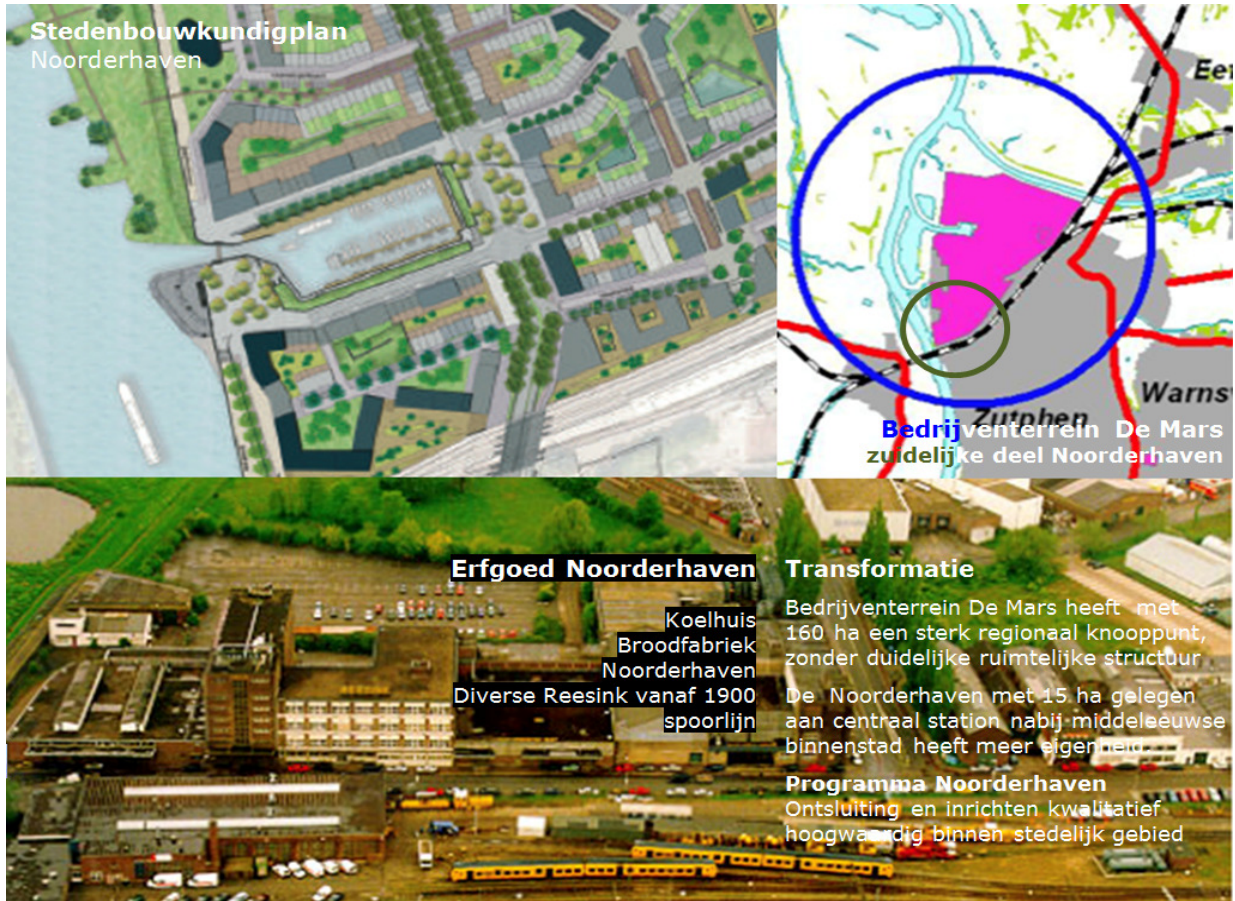 Stedenbouwkundigplan
Noorderhaven
Zutphen
Bedrijventerrein De Mars
zuidelijke deel Noorderhaven
Erfgoed Noorderhaven
Koelhuis
Broodfabriek
Noorderhaven
Diverse Reesink vanaf 1900
spoorlijn
Transformatie
Bedrijventerrein De Mars heeft met
160 ha een sterk regionaal knooppunt,
zonder duidelijke ruimtelijke structuur
De Noorderhaven met 15 ha gelegen
aan centraal station nabij middeleeuwse
binnenstad heeft meer eigenheid.
Programma Noorderhaven
Ontsluiting en inrichten kwalitatief
hoogwaardig binnen stedelijk gebied